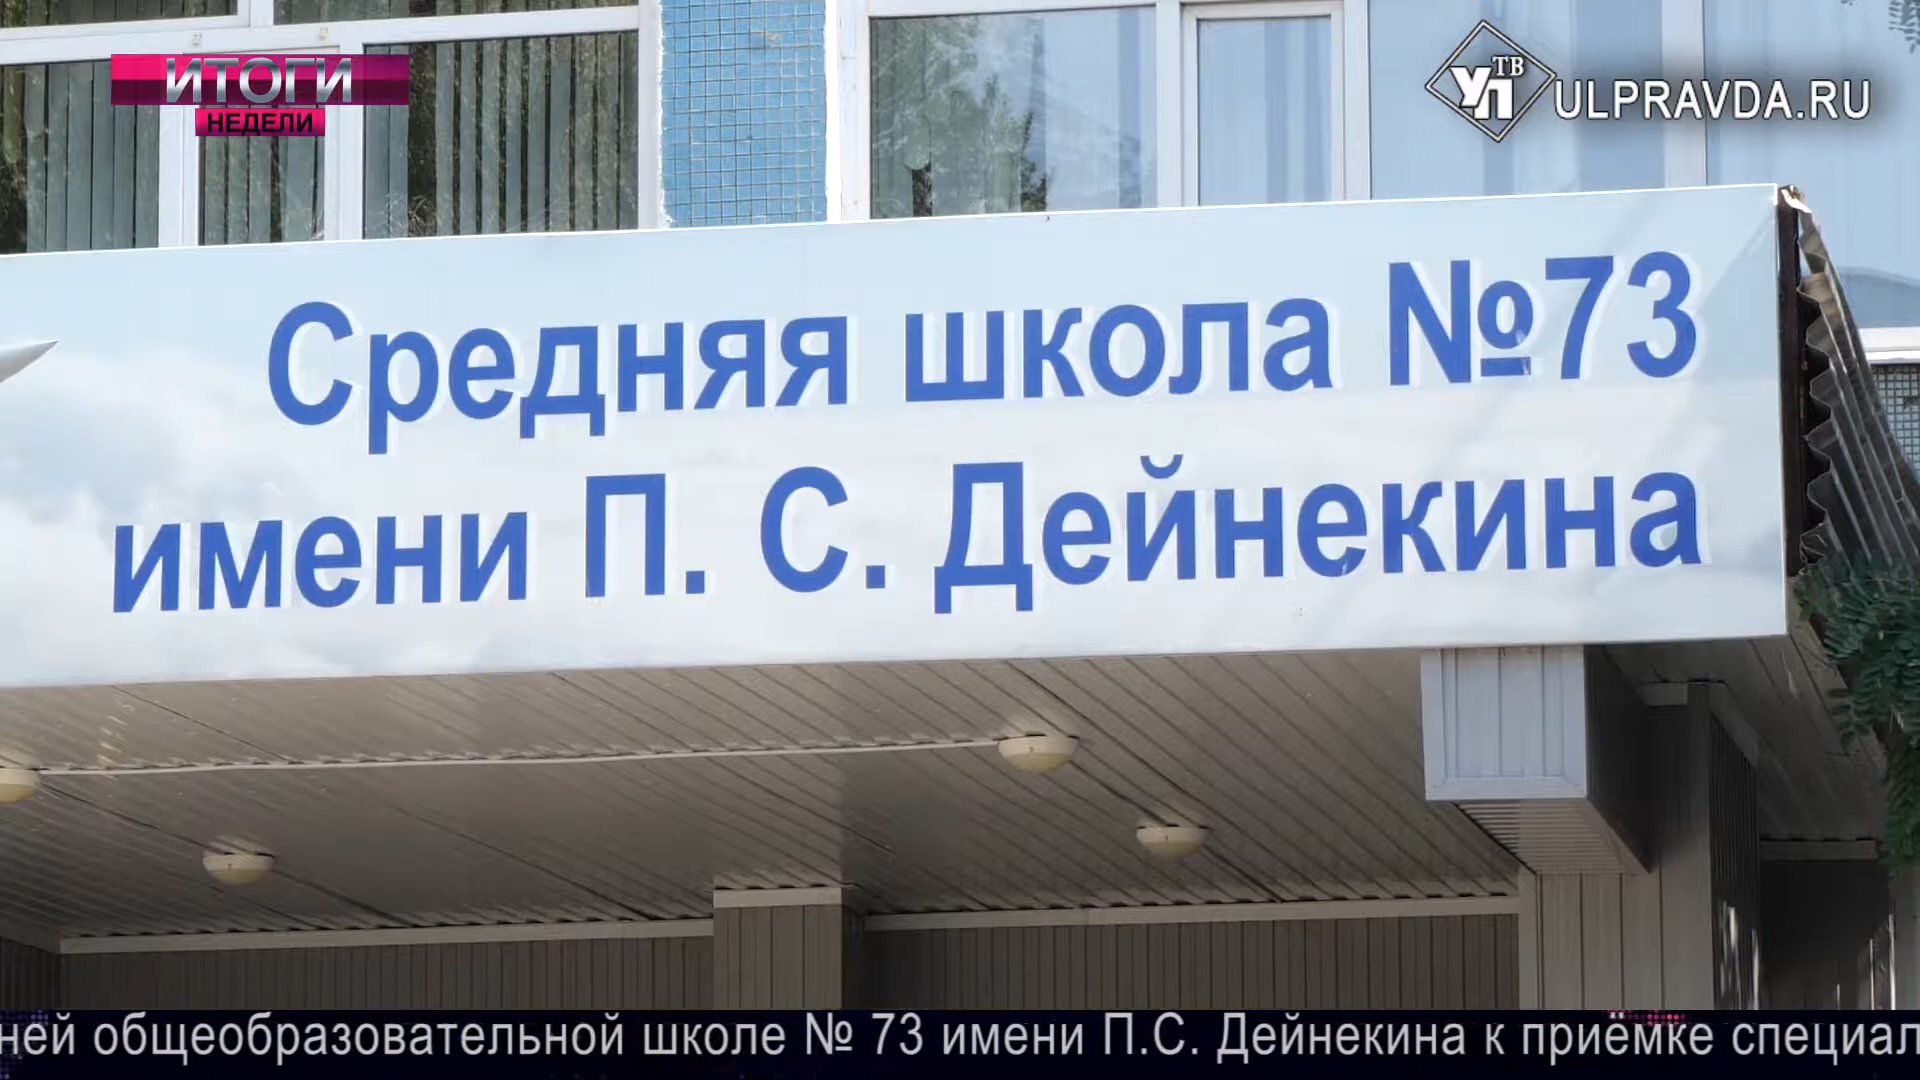 ИТОГИ
НЕДЕЛИ
УП ТВ ULPRAVDA.RU
Средняя школа №73
имени П. С. Дейнекина
ней общеобразовательной школе № 73 имени П.С. Дейнекина к приёмке специал